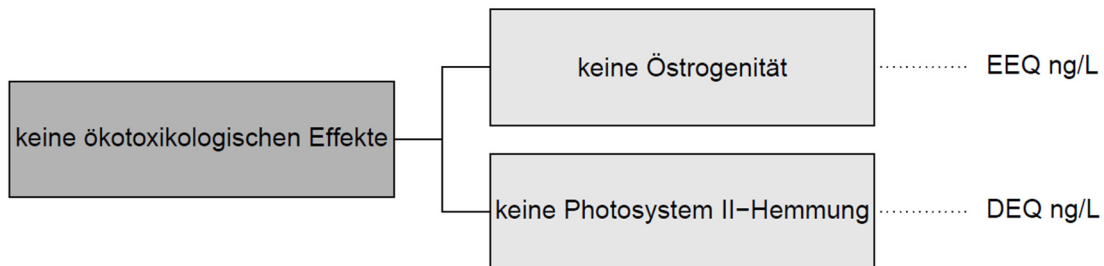 keine ökotoxikologischen Effekte
keine Östrogenität
EEQ ng/L
keine Photosystem II−Hemmung
DEQ ng/L